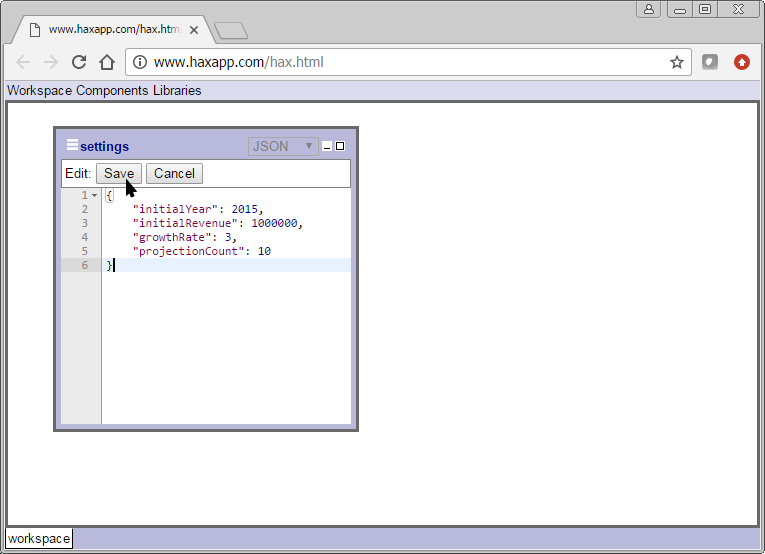 www.haxapp.com/hax.html
www.haxapp.com/hax.html
Workspace Components Libraries
settings JSON
Edit: Save Cancel
1 {
2 "initialYear": 2015,
3 "initialRevenue": 1000000,
4 "growthRate": 3,
5 "projectionCount": 10
6 }
workspace